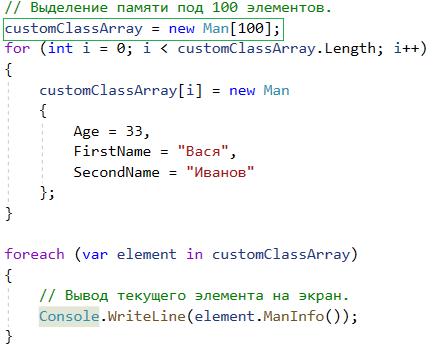 // Выделение памяти под 100 элементов.
customClassArray = new Man[100];
for (int i = 0; i < customClassArray.Length; i++)
{
    customClassArray[i] = new Man
    {
        Age = 33,
        FirstName = "Вася",
        SecondName = "Иванов"
    };
}

foreach (var element in customClassArray)
{
    // Вывод текущего элемента на экран.
    Console.WriteLine(element.ManInfo());
}